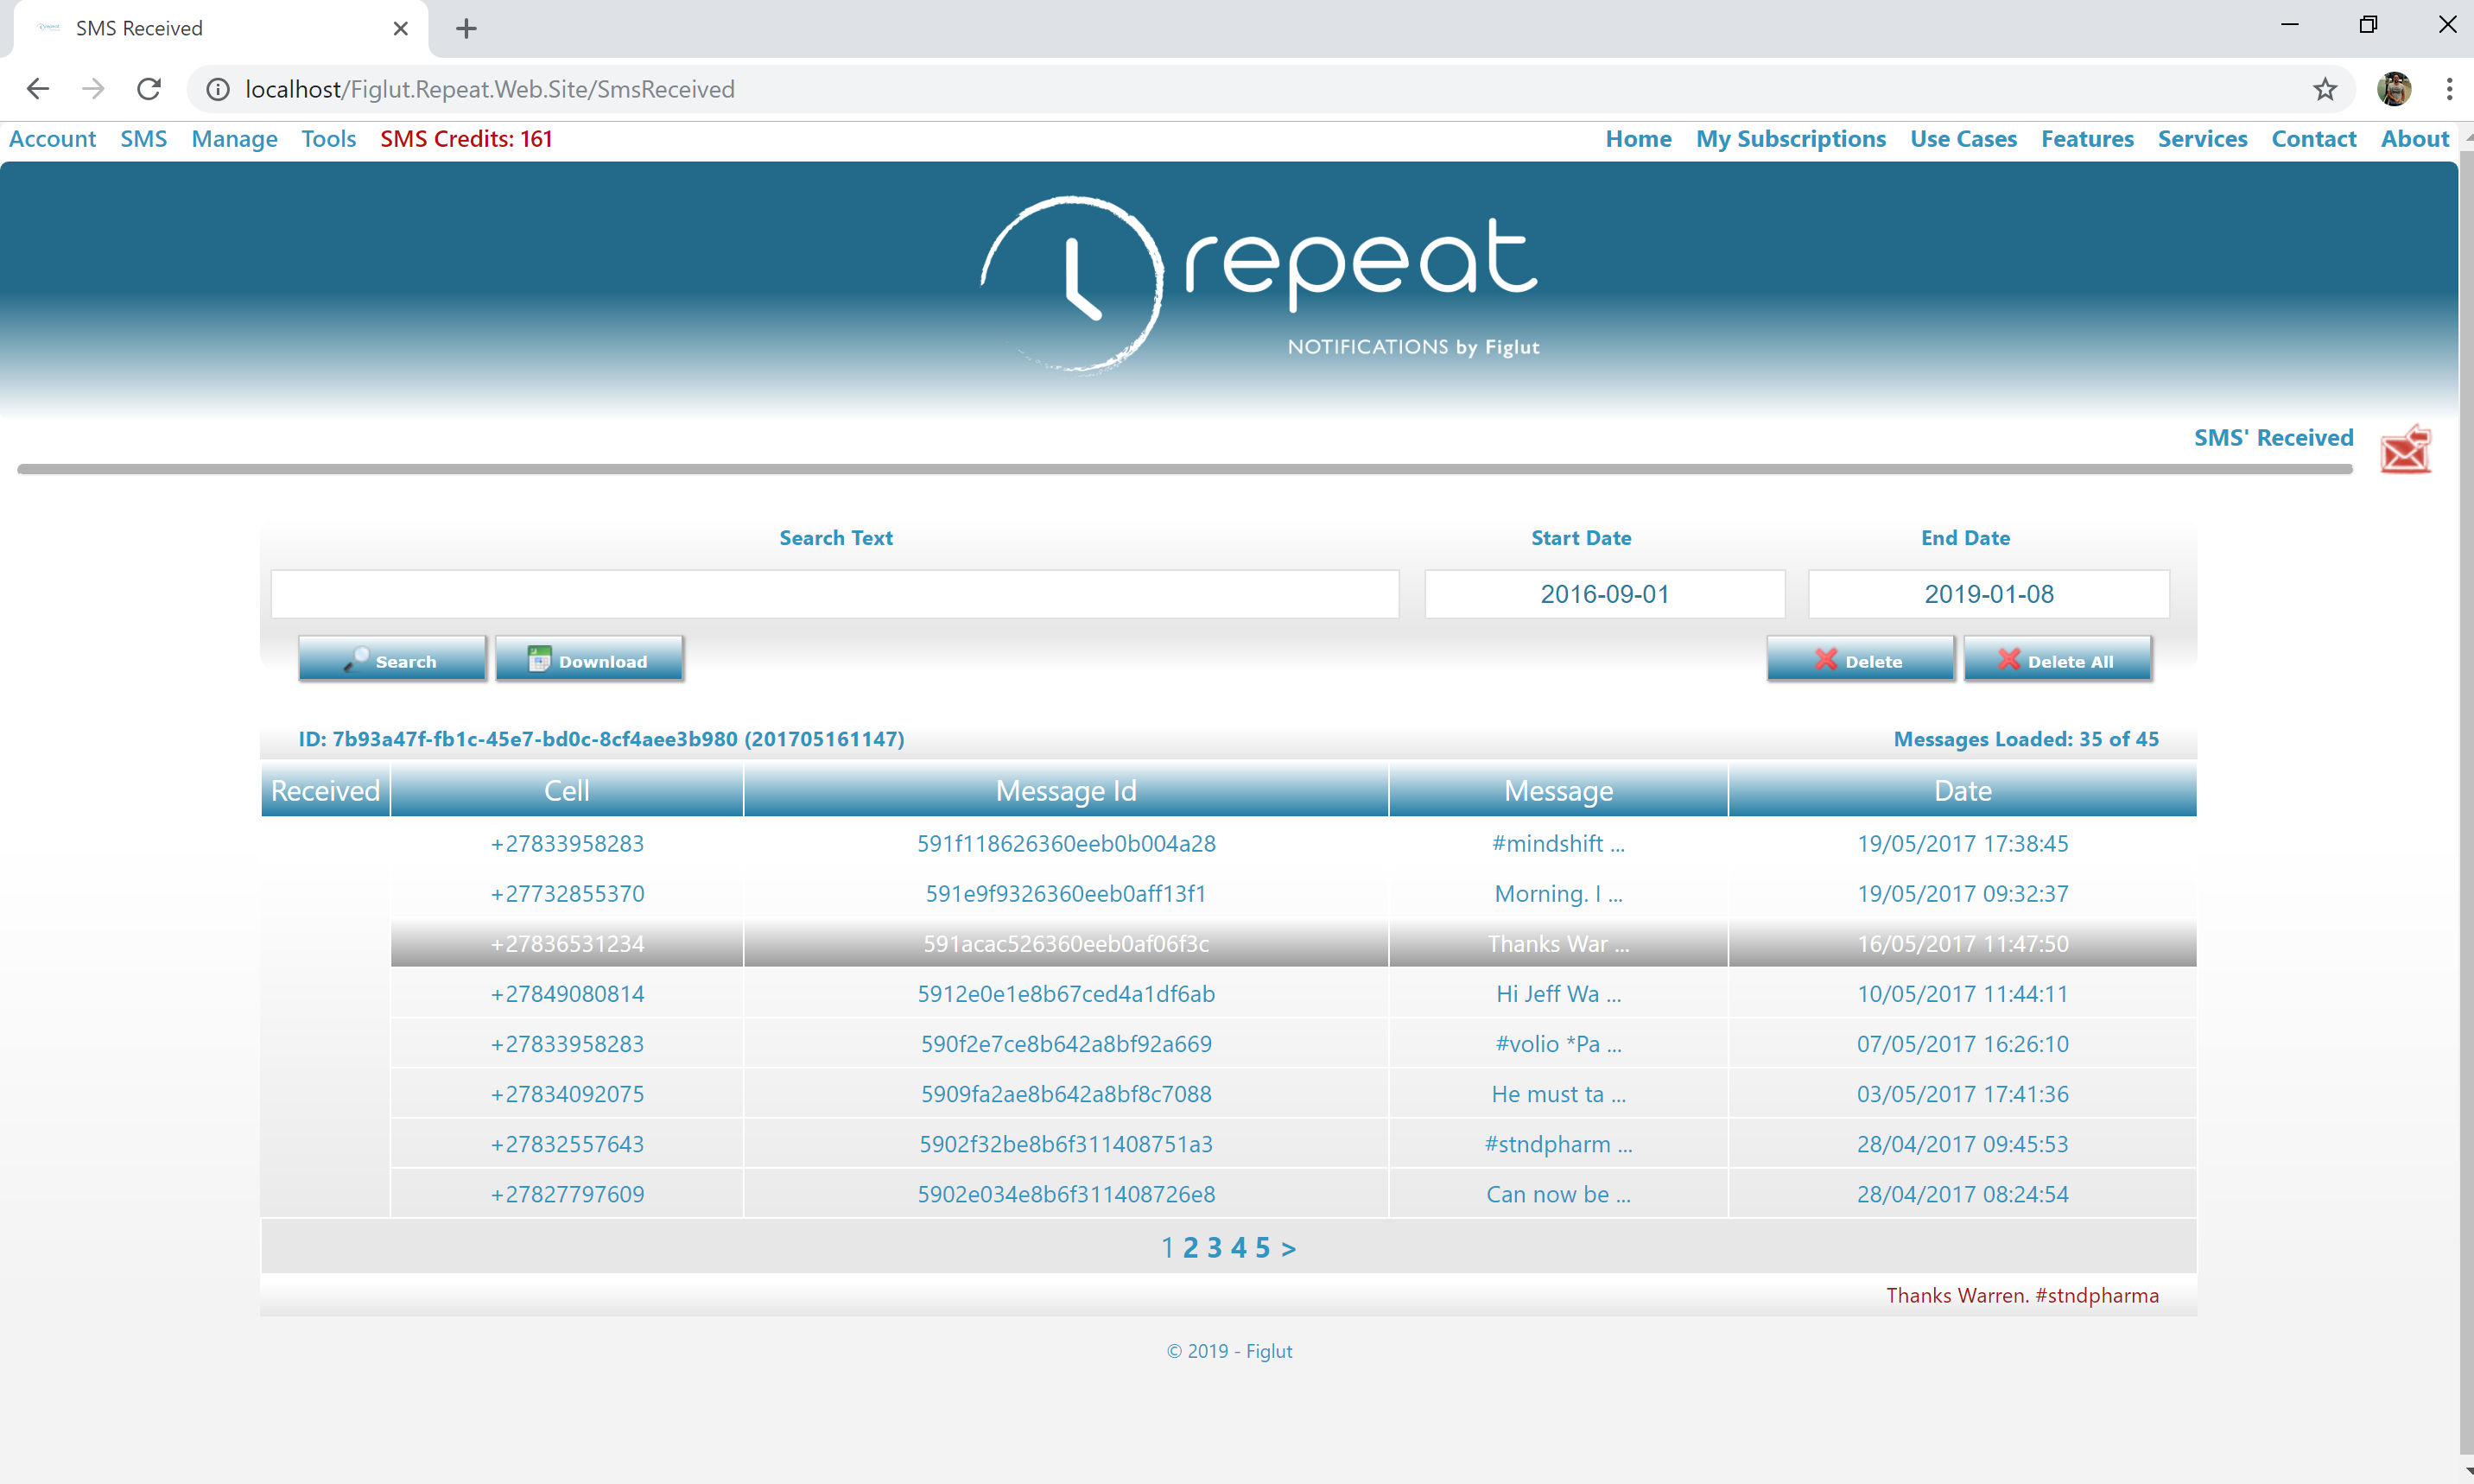 SMS Received
localhost/Figlut.Repeat.Web.Site/SmsReceived
Account SMS Manage Tools SMS Credits: 161 Home My Subscriptions Use Cases Features Services Contact About
repeat
NOTIFICATIONS by Figlut
SMS' Received
Search Text Start Date End Date
2016-09-01 2019-01-08
Search Download Delete Delete All
ID: 7b93a47f-fb1c-45e7-bd0c-8cf4aee3b980 (201705161147) Messages Loaded: 35 of 45
Received Cell Message Id Message Date
+27833958283 591f118626360eeb0b004a28 #mindshift ... 19/05/2017 17:38:45
+27732855370 591e9f9326360eeb0aff13f1 Morning. I ... 19/05/2017 09:32:37
+27836531234 591acac526360eeb0af06f3c Thanks War ... 16/05/2017 11:47:50
+27849080814 5912e0e1e8b67ced4a1df6ab Hi Jeff Wa ... 10/05/2017 11:44:11
+27833958283 590f2e7ce8b642a8bf92a669 #volio *Pa ... 07/05/2017 16:26:10
+27834092075 5909fa2ae8b642a8bf8c7088 He must ta ... 03/05/2017 17:41:36
+27832557643 5902f32be8b6f311408751a3 #stndpharm ... 28/04/2017 09:45:53
+27827797609 5902e034e8b6f311408726e8 Can now be ... 28/04/2017 08:24:54
1 2 3 4 5 >
Thanks Warren. #stndpharma
© 2019 - Figlut